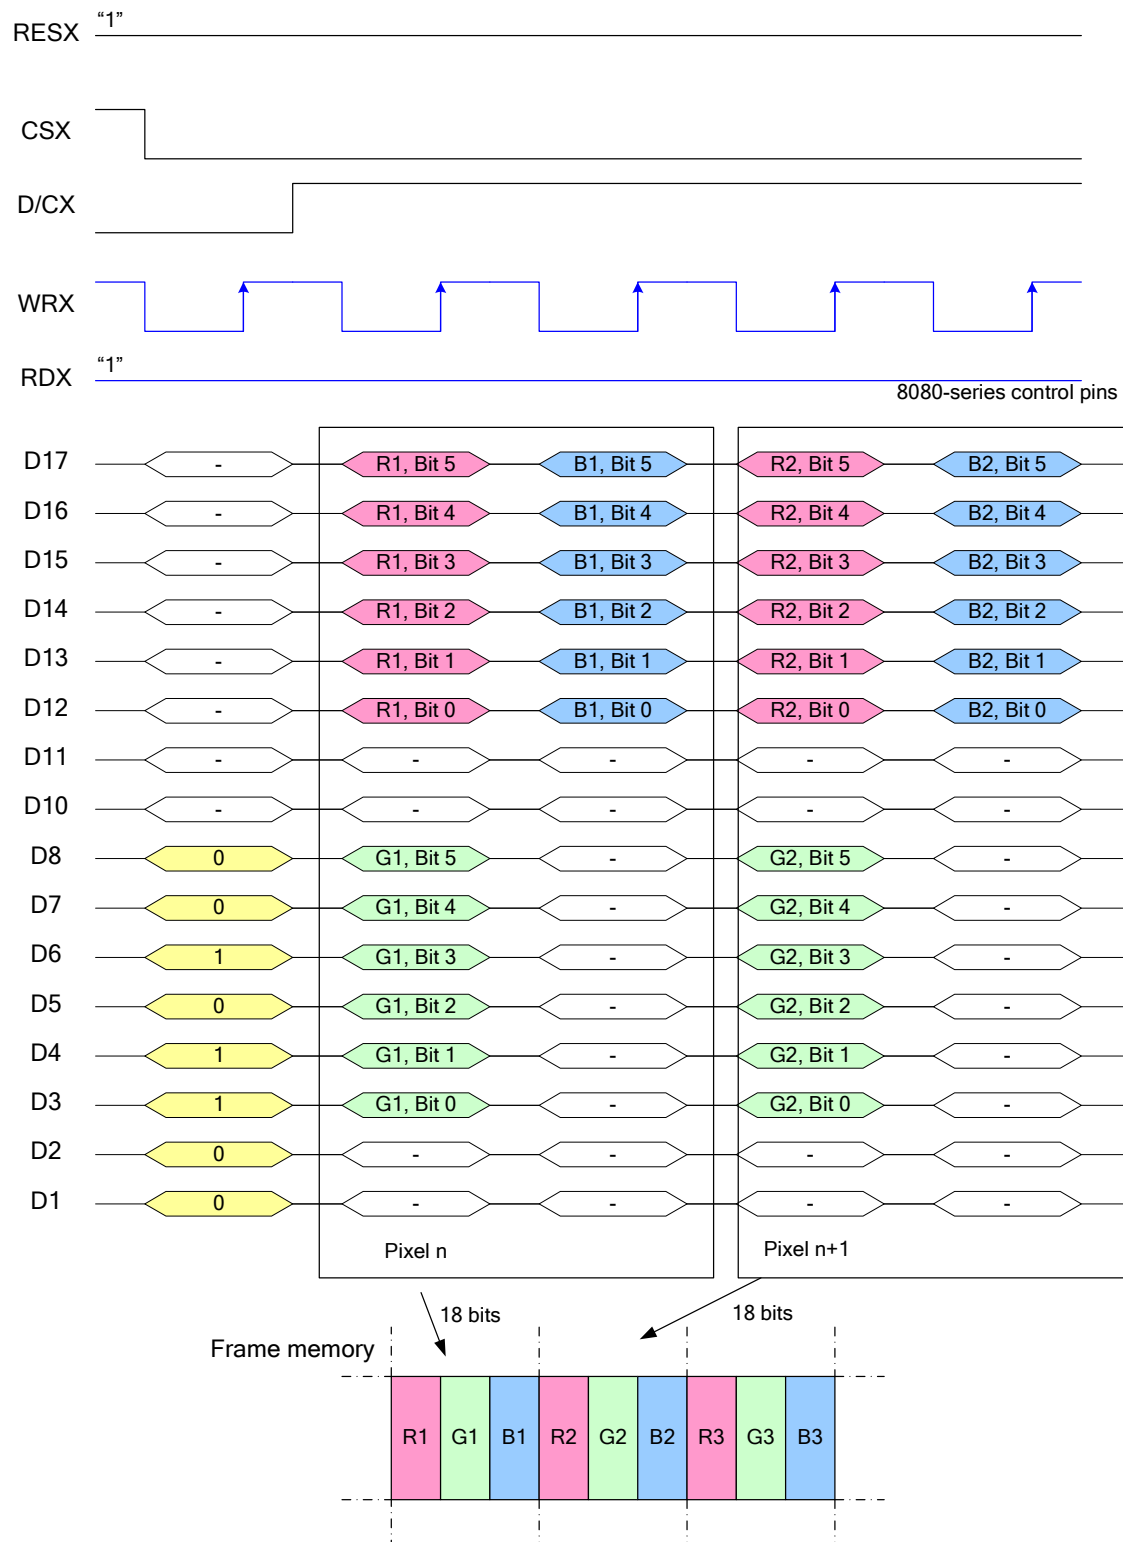 RESX “1”
CSX
D/CX
WRX
RDX “1”
8080-series control pins
D17 - R1, Bit 5 B1, Bit 5 R2, Bit 5 B2, Bit 5
D16 - R1, Bit 4 B1, Bit 4 R2, Bit 4 B2, Bit 4
D15 - R1, Bit 3 B1, Bit 3 R2, Bit 3 B2, Bit 3
D14 - R1, Bit 2 B1, Bit 2 R2, Bit 2 B2, Bit 2
D13 - R1, Bit 1 B1, Bit 1 R2, Bit 1 B2, Bit 1
D12 - R1, Bit 0 B1, Bit 0 R2, Bit 0 B2, Bit 0
D11 - - - - -
D10 - - - - -
D8 0 G1, Bit 5 - G2, Bit 5 -
D7 0 G1, Bit 4 - G2, Bit 4 -
D6 1 G1, Bit 3 - G2, Bit 3 -
D5 0 G1, Bit 2 - G2, Bit 2 -
D4 1 G1, Bit 1 - G2, Bit 1 -
D3 1 G1, Bit 0 - G2, Bit 0 -
D2 0 - - - -
D1 0 - - - -
Pixel n Pixel n+1
18 bits 18 bits
Frame memory
R1 G1 B1 R2 G2 B2 R3 G3 B3